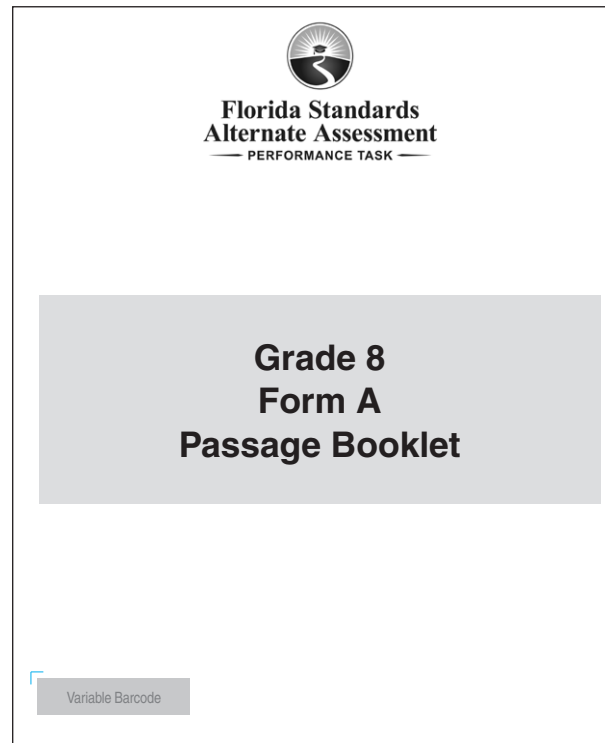 Florida Standards
Alternate Assessment
PERFORMANCE TASK
Grade 8
Form A
Passage Booklet
Variable Barcode